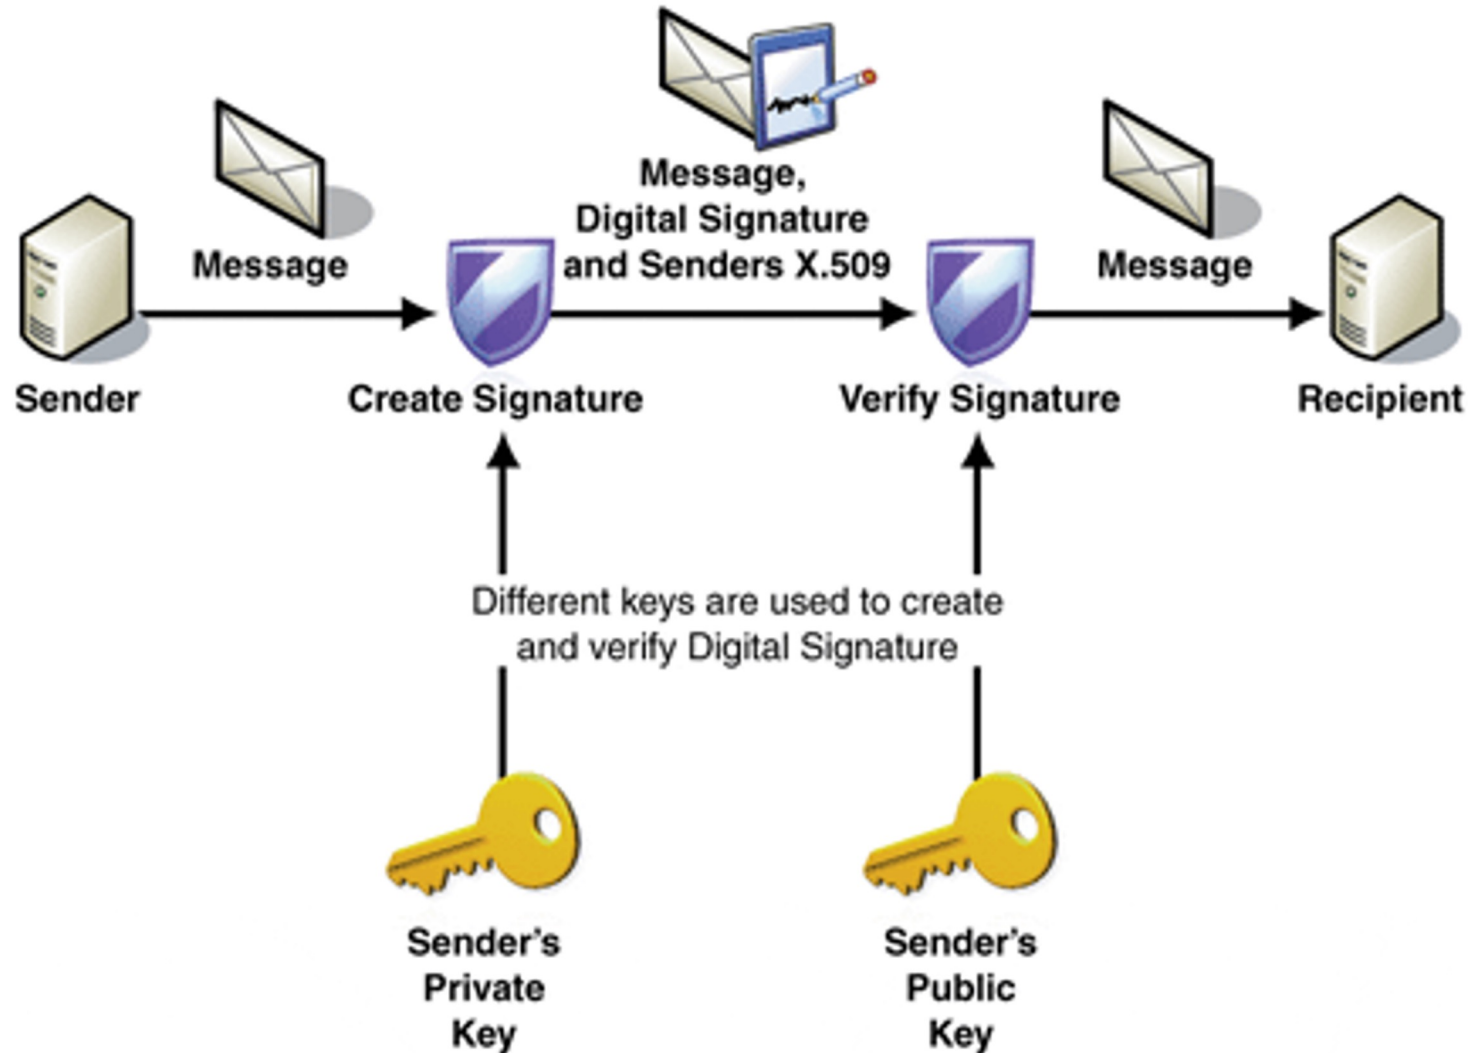 Message,
Digital Signature
and Senders X.509
Message
Message
Sender
Create Signature
Verify Signature
Recipient
Different keys are used to create
and verify Digital Signature
Sender’s
Private
Key
Sender’s
Public
Key